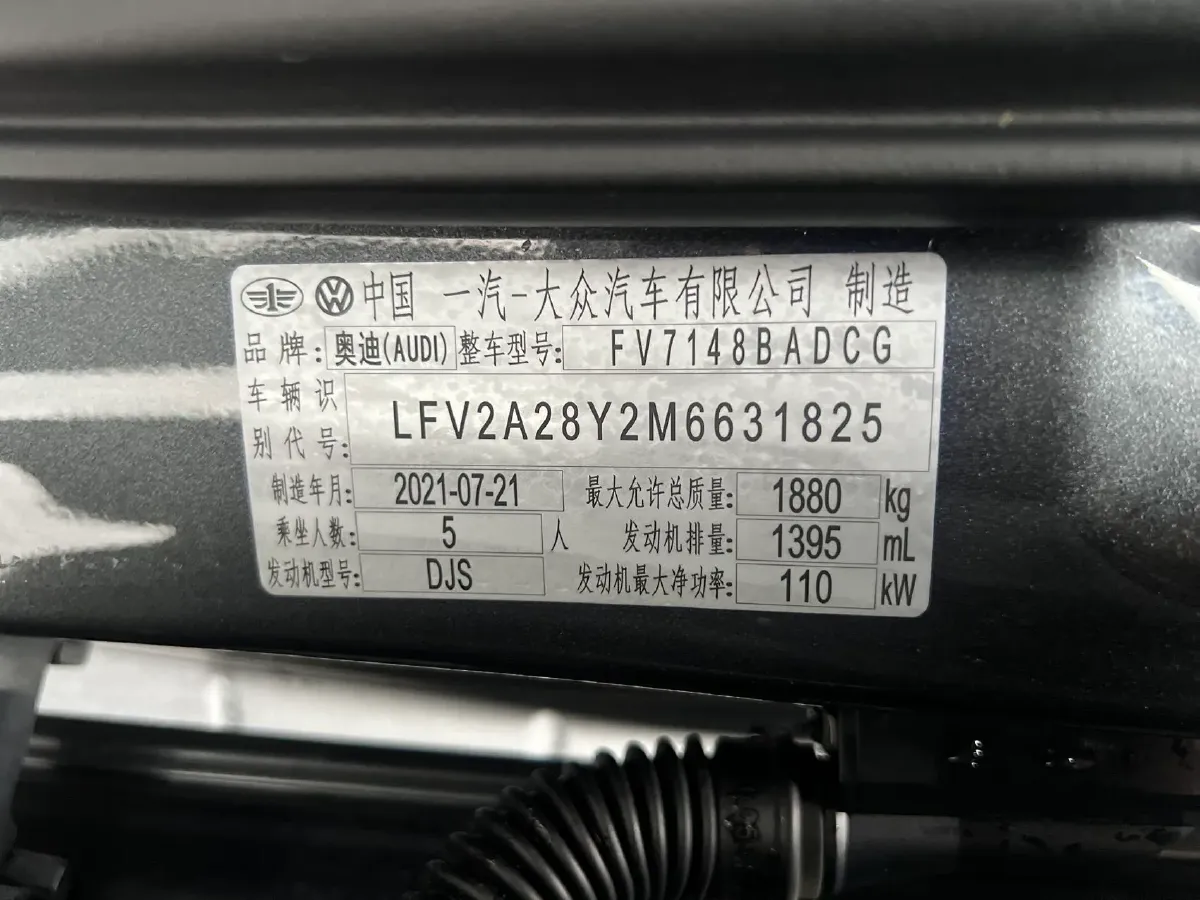 中国 一汽-大众汽车有限公司 制造
品牌: 奥迪(AUDI) 整车型号: FV7148BADCG
车辆识别代号: LFV2A28Y2M6631825
制造年月: 2021-07-21 最大允许总质量: 1880 kg
乘坐人数: 5 人 发动机排量: 1395 mL
发动机型号: DJS 发动机最大净功率: 110 kW